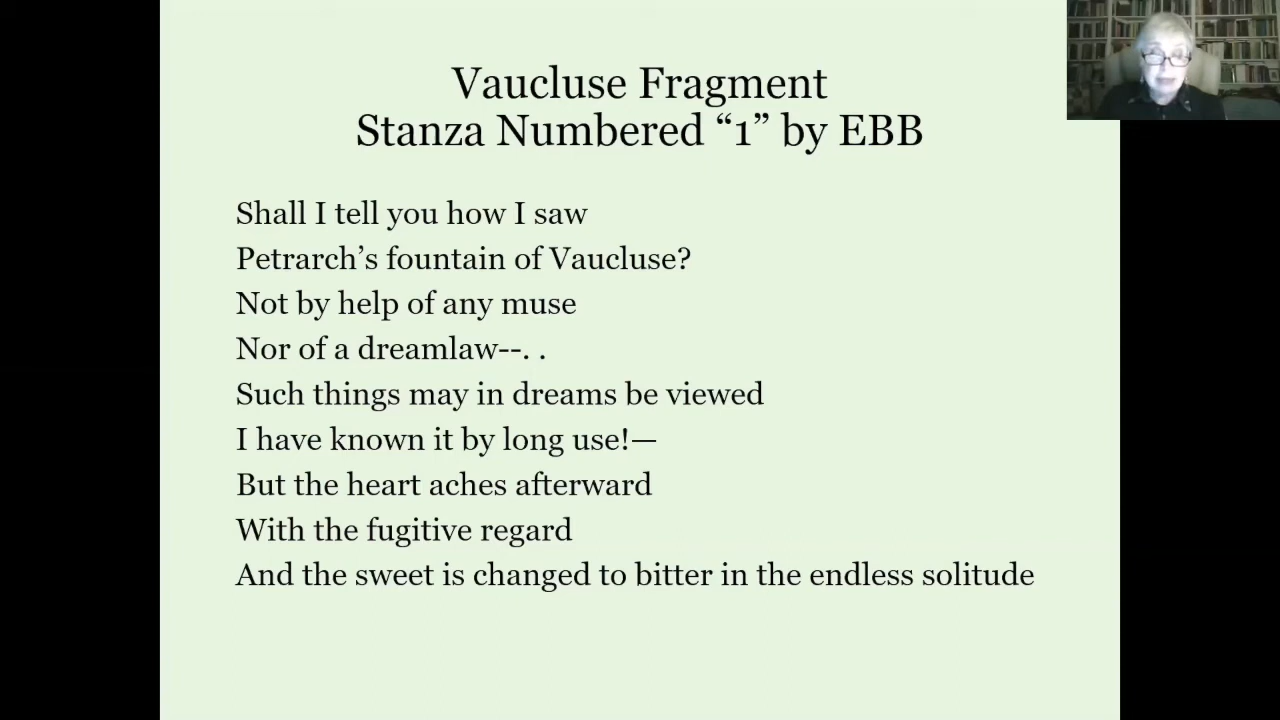 Vaucluse Fragment
Stanza Numbered “1” by EBB
Shall I tell you how I saw
Petrarch’s fountain of Vaucluse?
Not by help of any muse
Nor of a dreamlaw--. .
Such things may in dreams be viewed
I have known it by long use!—
But the heart aches afterward
With the fugitive regard
And the sweet is changed to bitter in the endless solitude